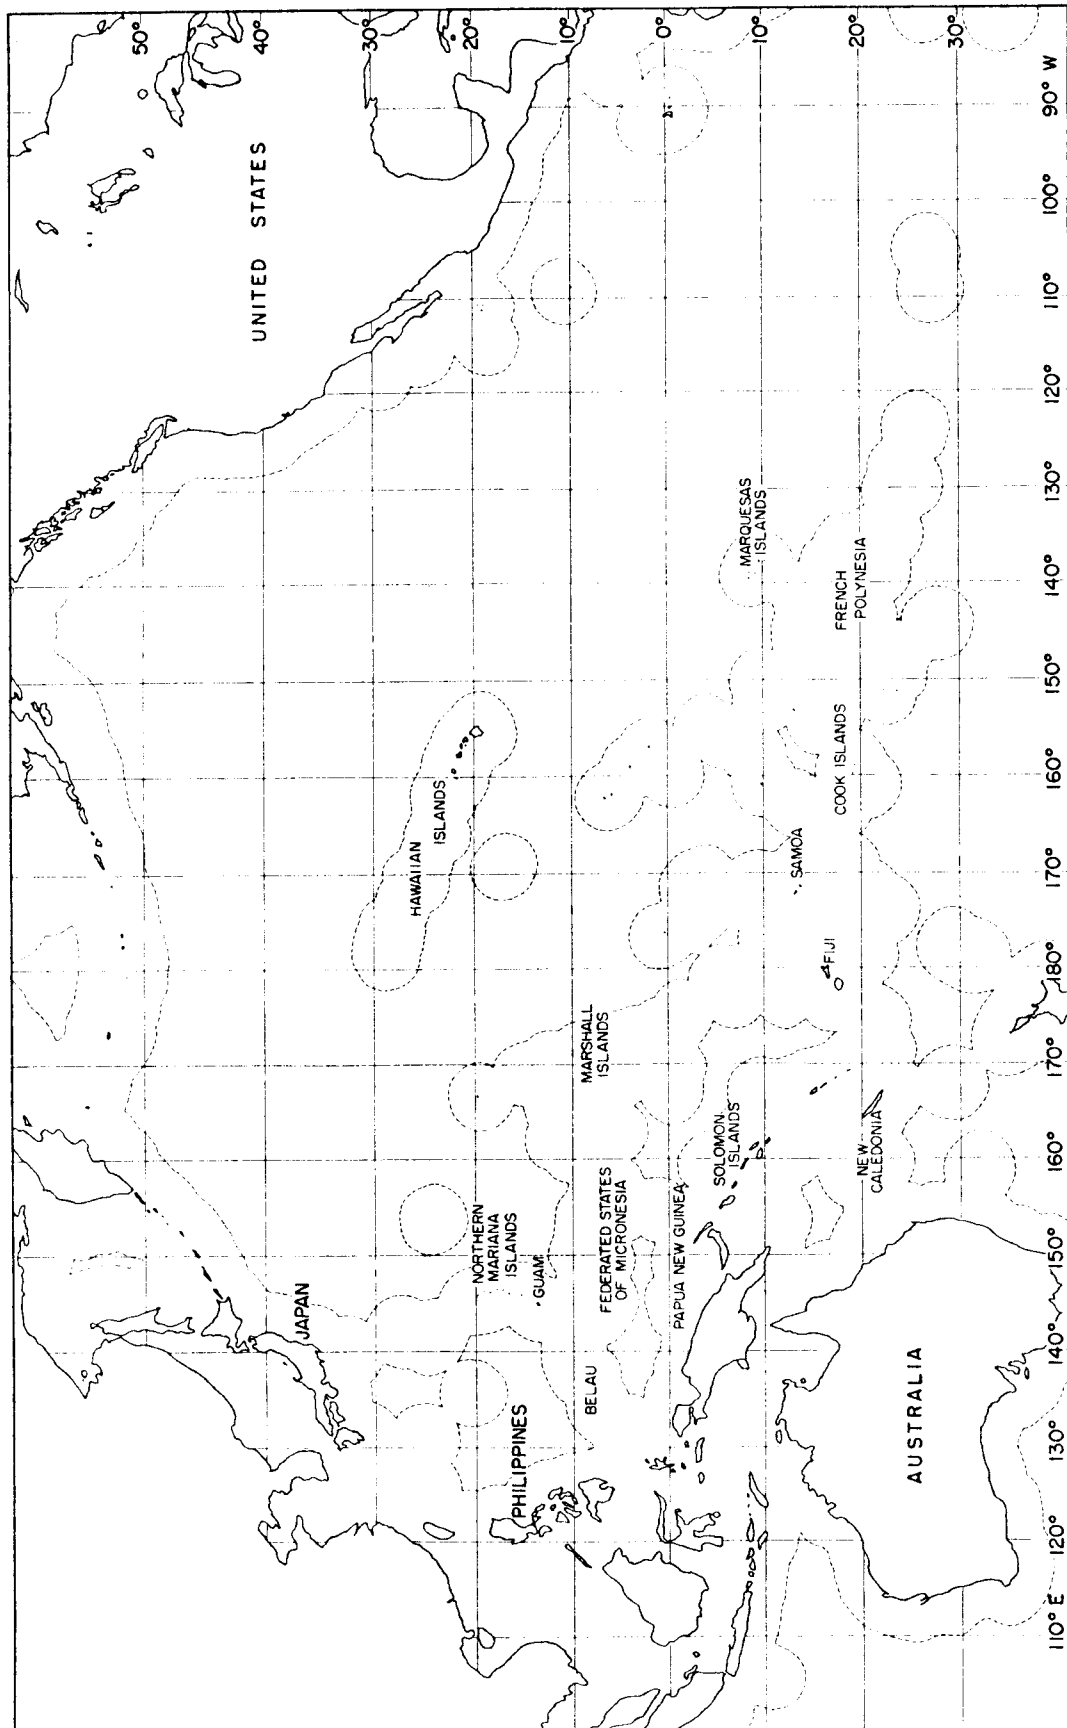 50°
40°
30°
20°
10°
0°
10°
20°
30°
UNITED STATES
HAWAIIAN
ISLANDS
JAPAN
NORTHERN
MARIANA
ISLANDS
GUAM
PHILIPPINES
BELAU
FEDERATED STATES
OF MICRONESIA
MARSHALL
ISLANDS
PAPUA NEW GUINEA
SOLOMON
ISLANDS
MARQUESAS
ISLANDS
FRENCH
POLYNESIA
COOK ISLANDS
SAMOA
FIJI
NEW
CALEDONIA
AUSTRALIA
110° E
120°
130°
140°
150°
160°
170°
180°
170°
160°
150°
140°
130°
120°
110°
100°
90° W